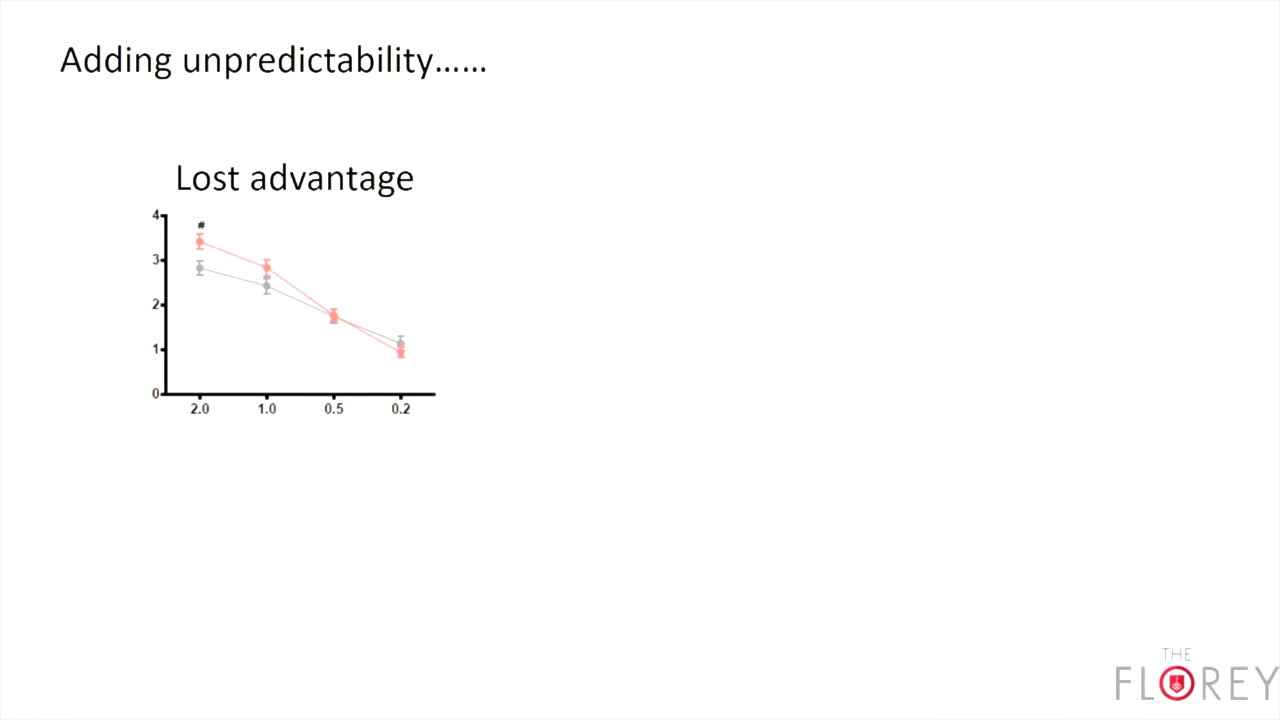 Adding unpredictability......
Lost advantage
4
#
3
2
1
0
2.0 1.0 0.5 0.2
THE
FLOREY